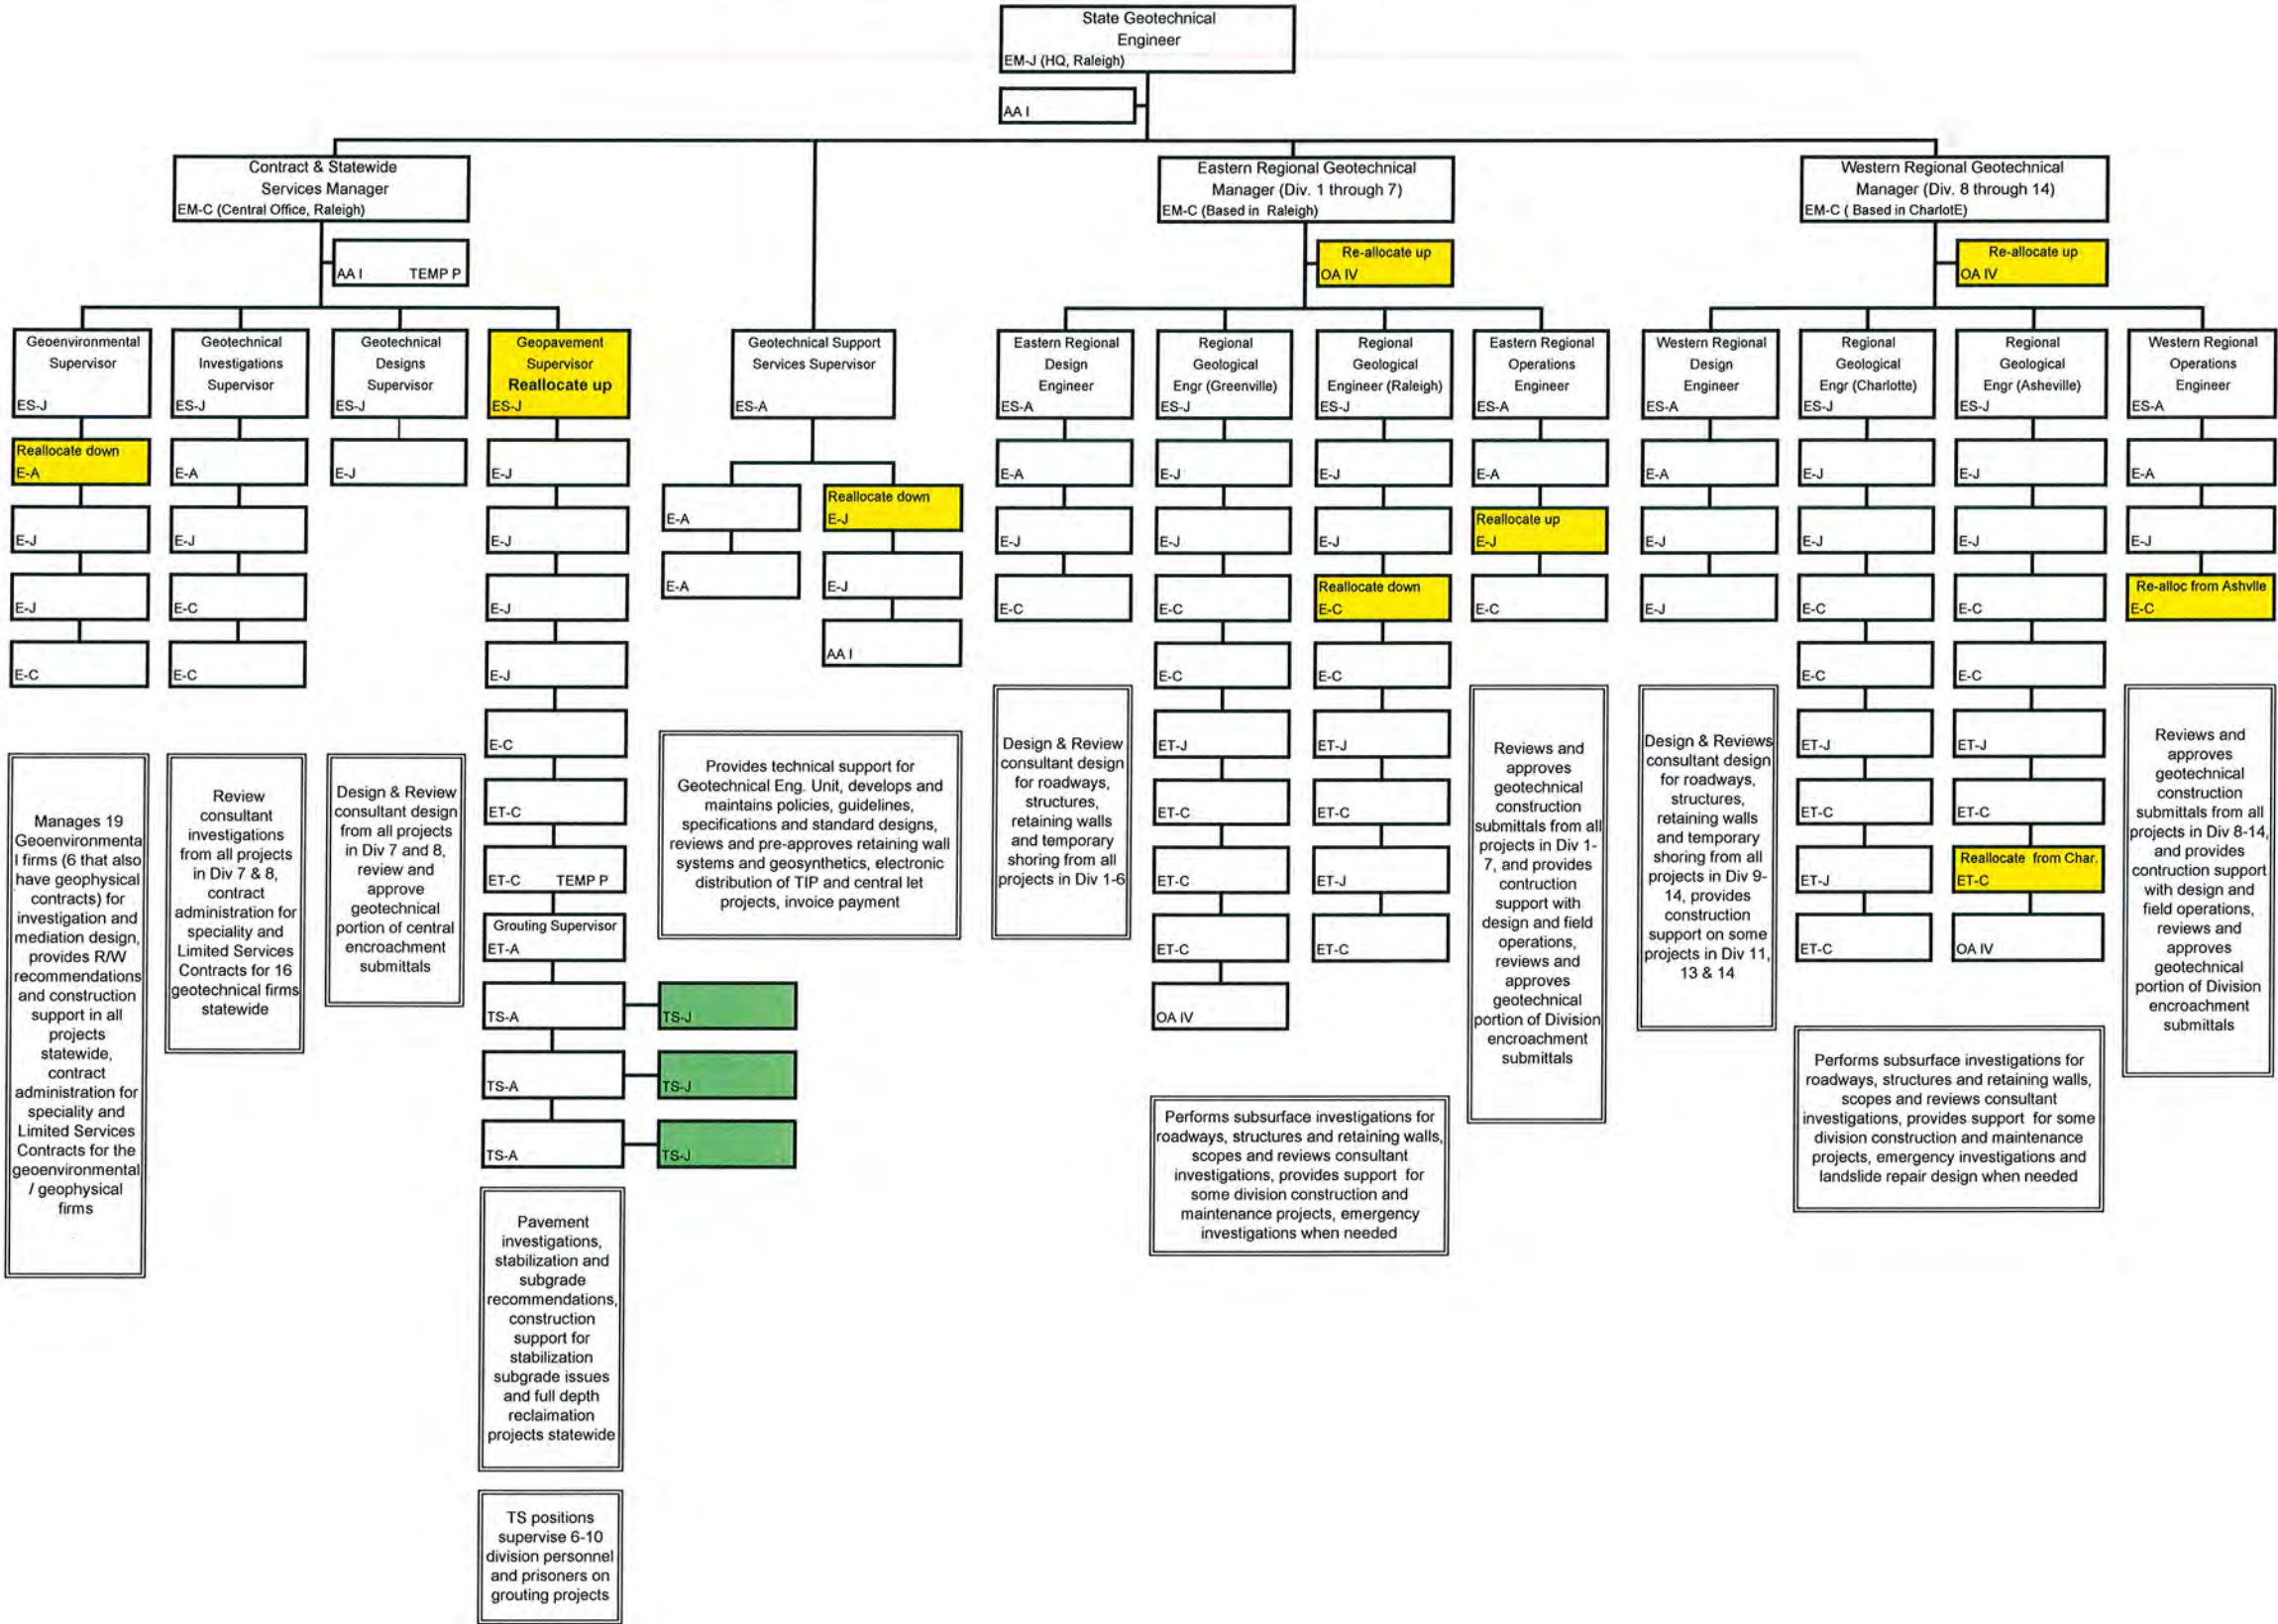 State Geotechnical
Engineer
EM-J (HQ, Raleigh)
AA I
Contract & Statewide
Services Manager
EM-C (Central Office, Raleigh)
Eastern Regional Geotechnical
Manager (Div. 1 through 7)
EM-C (Based in Raleigh)
Western Regional Geotechnical
Manager (Div. 8 through 14)
EM-C ( Based in CharlotE)
AA I TEMP P
Re-allocate up
OA IV
Re-allocate up
OA IV
Geoenvironmental
Supervisor
ES-J
Reallocate down
E-A
E-J
E-J
E-C
Manages 19
Geoenvironmenta
l firms (6 that also
have geophysical
contracts) for
investigation and
mediation design,
provides R/W
recommendations
and construction
support in all
projects
statewide,
contract
administration for
speciality and
Limited Services
Contracts for the
geoenvironmental
/ geophysical
firms
Geotechnical
Investigations
Supervisor
ES-J
E-A
E-J
E-C
E-C
Review
consultant
investigations
from all projects
in Div 7 & 8,
contract
administration for
speciality and
Limited Services
Contracts for 16
geotechnical firms
statewide
Geotechnical
Designs
Supervisor
ES-J
E-J
Design & Review
consultant design
from all projects
in Div 7 and 8,
review and
approve
geotechnical
portion of central
encroachment
submittals
Geopavement
Supervisor
Reallocate up
ES-J
E-J
E-J
E-J
E-J
E-C
ET-C
ET-C TEMP P
Grouting Supervisor
ET-A
TS-A
TS-J
TS-A
TS-J
TS-A
TS-J
Pavement
investigations,
stabilization and
subgrade
recommendations,
construction
support for
stabilization
subgrade issues
and full depth
reclaimation
projects statewide
TS positions
supervise 6-10
division personnel
and prisoners on
grouting projects
Geotechnical Support
Services Supervisor
ES-A
E-A
E-A
Reallocate down
E-J
E-J
AA I
Provides technical support for
Geotechnical Eng. Unit, develops and
maintains policies, guidelines,
specifications and standard designs,
reviews and pre-approves retaining wall
systems and geosynthetics, electronic
distribution of TIP and central let
projects, invoice payment
Eastern Regional
Design
Engineer
ES-A
E-A
E-J
E-C
Design & Review
consultant design
for roadways,
structures,
retaining walls
and temporary
shoring from all
projects in Div 1-6
Regional
Geological
Engr (Greenville)
ES-J
E-J
E-J
E-C
E-C
ET-J
ET-C
ET-C
ET-C
OA IV
Regional
Geological
Engineer (Raleigh)
ES-J
E-J
E-J
Reallocate down
E-C
E-C
ET-J
ET-C
ET-J
ET-C
Performs subsurface investigations for
roadways, structures and retaining walls,
scopes and reviews consultant
investigations, provides support for
some division construction and
maintenance projects, emergency
investigations when needed
Eastern Regional
Operations
Engineer
ES-A
E-A
Reallocate up
E-J
E-C
Reviews and
approves
geotechnical
construction
submittals from all
projects in Div 1-
7, and provides
contruction
support with
design and field
operations,
reviews and
approves
geotechnical
portion of Division
encroachment
submittals
Western Regional
Design
Engineer
ES-A
E-A
E-J
E-J
Design & Reviews
consultant design
for roadways,
structures,
retaining walls
and temporary
shoring from all
projects in Div 9-
14, provides
construction
support on some
projects in Div 11,
13 & 14
Regional
Geological
Engr (Charlotte)
ES-J
E-J
E-J
E-C
E-C
ET-J
ET-C
ET-J
ET-C
Regional
Geological
Engr (Asheville)
ES-J
E-J
E-J
E-C
E-C
ET-J
ET-C
Reallocate from Char.
ET-C
OA IV
Performs subsurface investigations for
roadways, structures and retaining walls,
scopes and reviews consultant
investigations, provides support for some
division construction and maintenance
projects, emergency investigations and
landslide repair design when needed
Western Regional
Operations
Engineer
ES-A
E-A
E-J
Re-alloc from Ashvlle
E-C
Reviews and
approves
geotechnical
construction
submittals from all
projects in Div 8-14,
and provides
contruction support
with design and
field operations,
reviews and
approves
geotechnical
portion of Division
encroachment
submittals